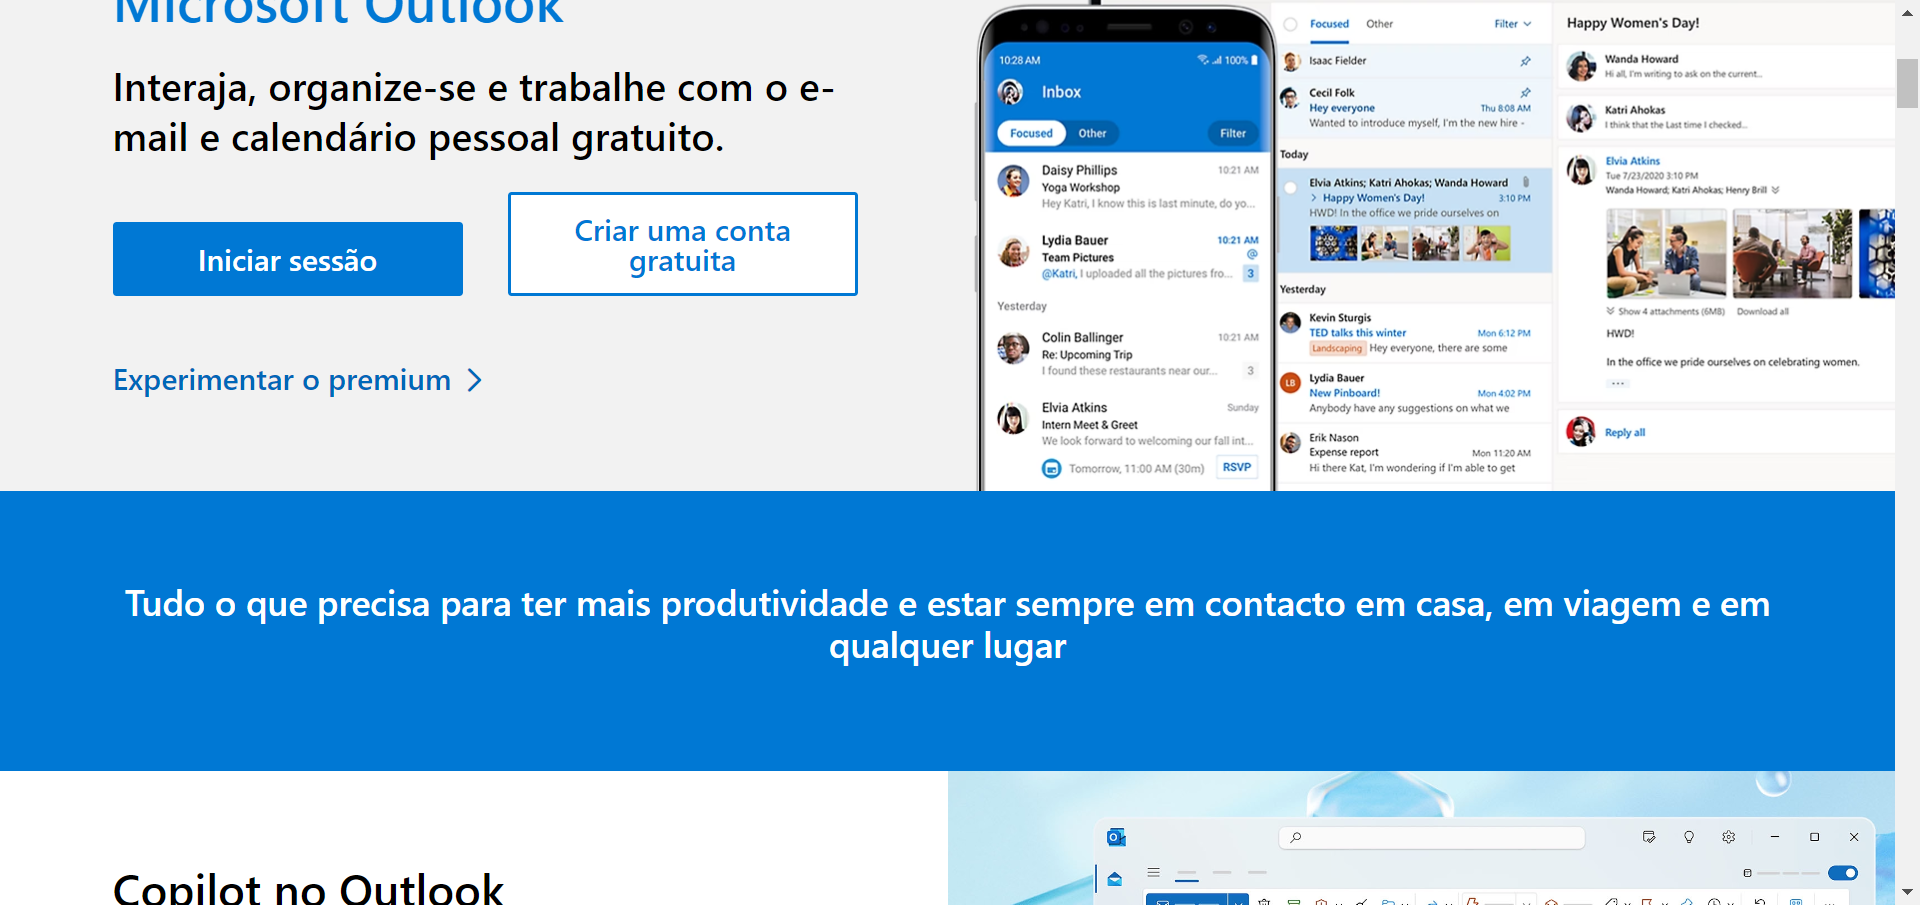 Microsoft Outlook
Interaja, organize-se e trabalhe com o e-
mail e calendário pessoal gratuito.
Iniciar sessão
Criar uma conta
gratuita
Experimentar o premium
10:28 AM
100%
Inbox
Focused
Other
Filter
Daisy Phillips
10:21 AM
Yoga Workshop
Hey Katri, I know this is last minute, do yo...
Lydia Bauer
10:21 AM
Team Pictures
@
@Katri, I uploaded all the pictures fro...
3
Yesterday
Colin Ballinger
10:21 AM
Re: Upcoming Trip
I found these restaurants near our...
3
Elvia Atkins
Sunday
Intern Meet & Greet
We look forward to welcoming our fall int...
Tomorrow, 11:00 AM (30m)
RSVP
Focused
Other
Filter
Isaac Fielder
Cecil Folk
Hey everyone
Thu 8:08 AM
Wanted to introduce myself, I'm the new hire -
Today
Elvia Atkins; Katri Ahokas; Wanda Howard
> Happy Women's Day!
3:10 PM
HWD! In the office we pride ourselves on
Yesterday
Kevin Sturgis
TED talks this winter
Mon 6:12 PM
Landscaping
Hey everyone, there are some
LB
Lydia Bauer
New Pinboard!
Mon 4:02 PM
Anybody have any suggestions on what we
Erik Nason
Expense report
Mon 11:20 AM
Hi there Kat, I'm wondering if I'm able to get
Happy Women's Day!
Wanda Howard
Hi all, I'm writing to ask on the current...
Katri Ahokas
I think that the Last time I checked...
Elvia Atkins
Tue 7/23/2020 3:10 PM
Wanda Howard; Katri Ahokas; Henry Brill
Show 4 attachments (6MB)
Download all
HWD!
In the office we pride ourselves on celebrating women.
...
Reply all
Tudo o que precisa para ter mais produtividade e estar sempre em contacto em casa, em viagem e em
qualquer lugar
Copilot no Outlook